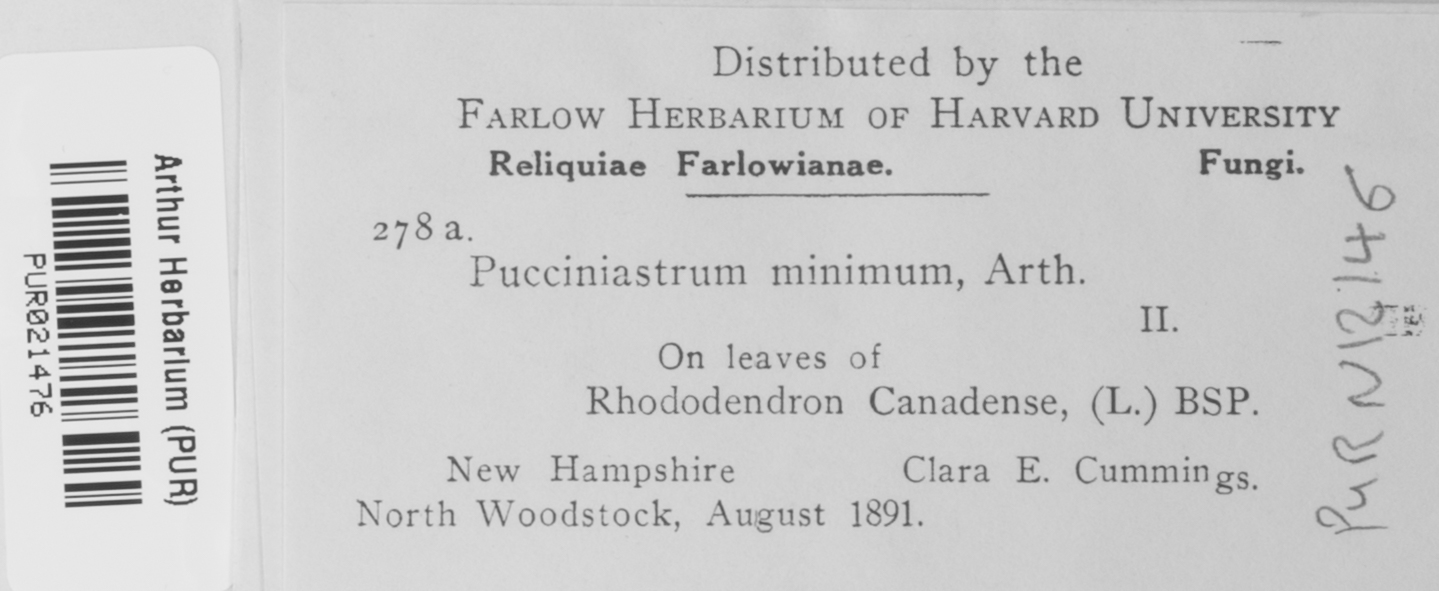 Distributed by the
FARLOW HERBARIUM OF HARVARD UNIVERSITY
Reliquiae Farlowianae. Fungi.
278 a.
Pucciniastrum minimum, Arth.
II.
On leaves of
Rhododendron Canadense, (L.) BSP.
New Hampshire Clara E. Cummings.
North Woodstock, August 1891.
Arthur Herbarium (PUR)
PUR021476
PUR N12146